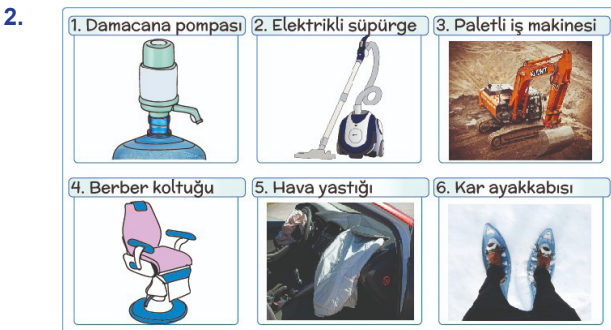 2.
1. Damacana pompası
2. Elektrikli süpürge
3. Paletli iş makinesi
4. Berber koltuğu
5. Hava yastığı
6. Kar ayakkabısı